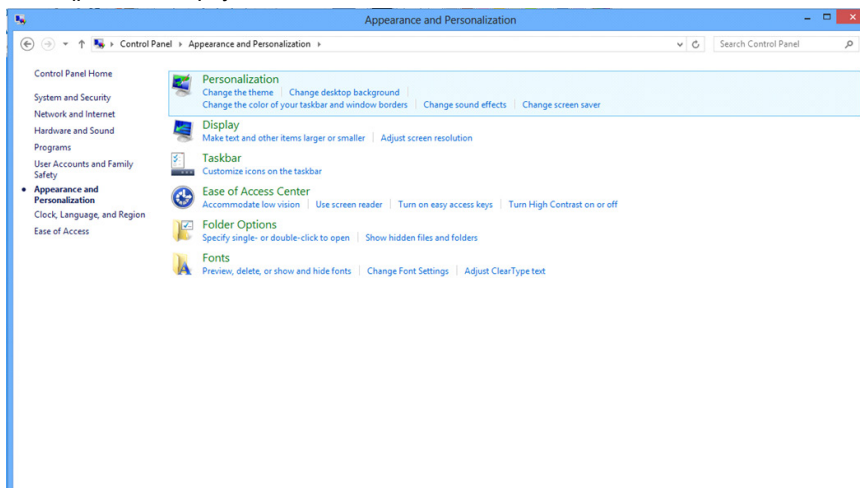 Appearance and Personalization
Control Panel Appearance and Personalization
Search Control Panel
Control Panel Home
System and Security
Network and Internet
Hardware and Sound
Programs
User Accounts and Family
Safety
Appearance and
Personalization
Clock, Language, and Region
Ease of Access
Personalization
Change the theme Change desktop background
Change the color of your taskbar and window borders Change sound effects Change screen saver
Display
Make text and other items larger or smaller Adjust screen resolution
Taskbar
Customize icons on the taskbar
Ease of Access Center
Accommodate low vision Use screen reader Turn on easy access keys Turn High Contrast on or off
Folder Options
Specify single- or double-click to open Show hidden files and folders
Fonts
Preview, delete, or show and hide fonts Change Font Settings Adjust ClearType text